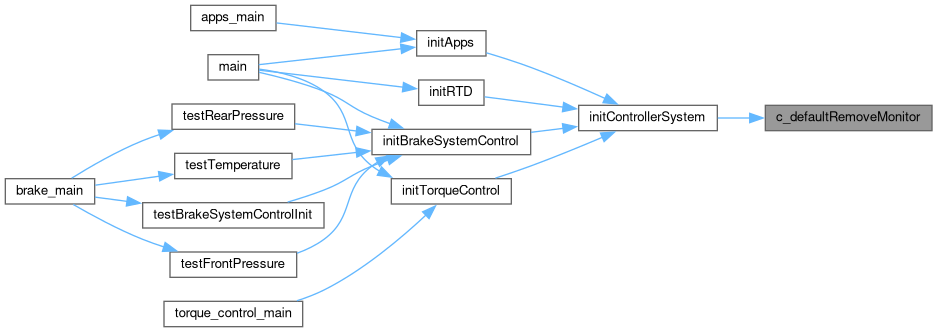 apps_main
initApps
main
initRTD
testRearPressure
initControllerSystem
c_defaultRemoveMonitor
initBrakeSystemControl
testTemperature
brake_main
initTorqueControl
testBrakeSystemControlInit
testFrontPressure
torque_control_main